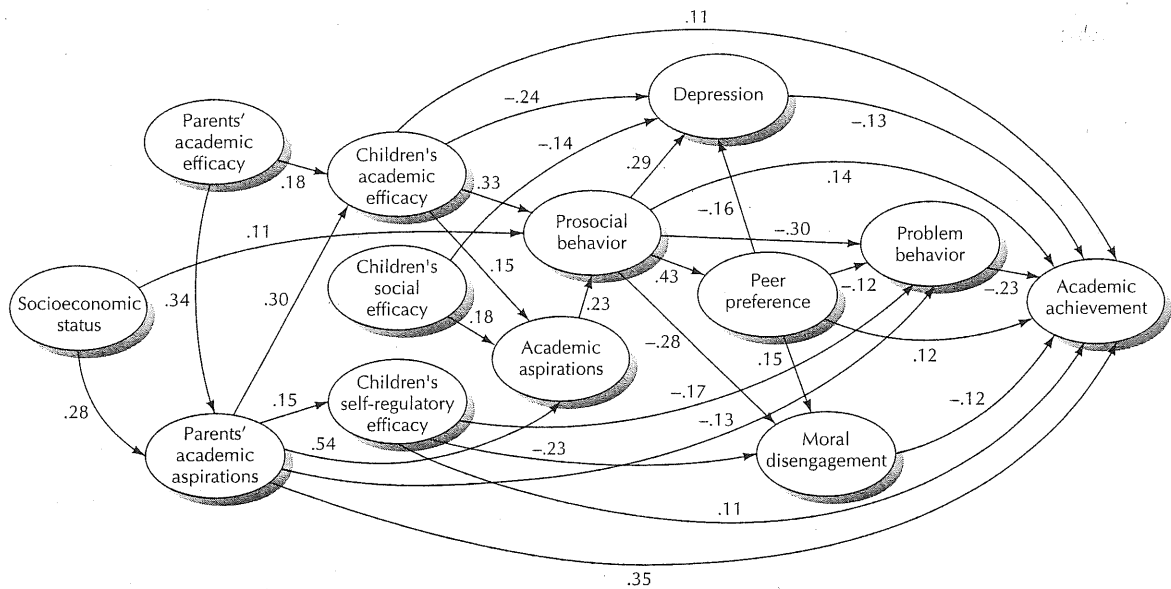 .11
Depression
-.24
Parents'
academic
efficacy
-.13
-.14
Children's
academic
efficacy
.18
.29
.33
.14
Prosocial
behavior
-.16
Problem
behavior
.11
-.30
Children's
social
efficacy
.15
.43
Peer
preference
-.12
-.23
Academic
achievement
Socioeconomic
status
.34
.30
.23
.18
Academic
aspirations
-.28
.15
.12
Children's
self-regulatory
efficacy
-.17
.28
.15
-.12
-.13
Parents'
academic
aspirations
.54
-.23
Moral
disengagement
.11
.35